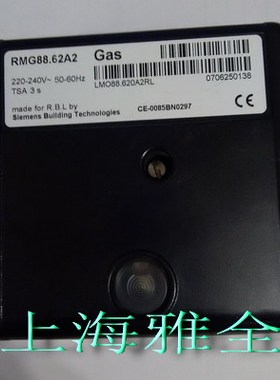 RMG88.62A2 Gas
220-240V~ 50-60Hz LMO88.620A2RL 0706250138
TSA 3 s
made for R.B.L by CE-0085BN0297
Siemens Building Technologies
上海雅全